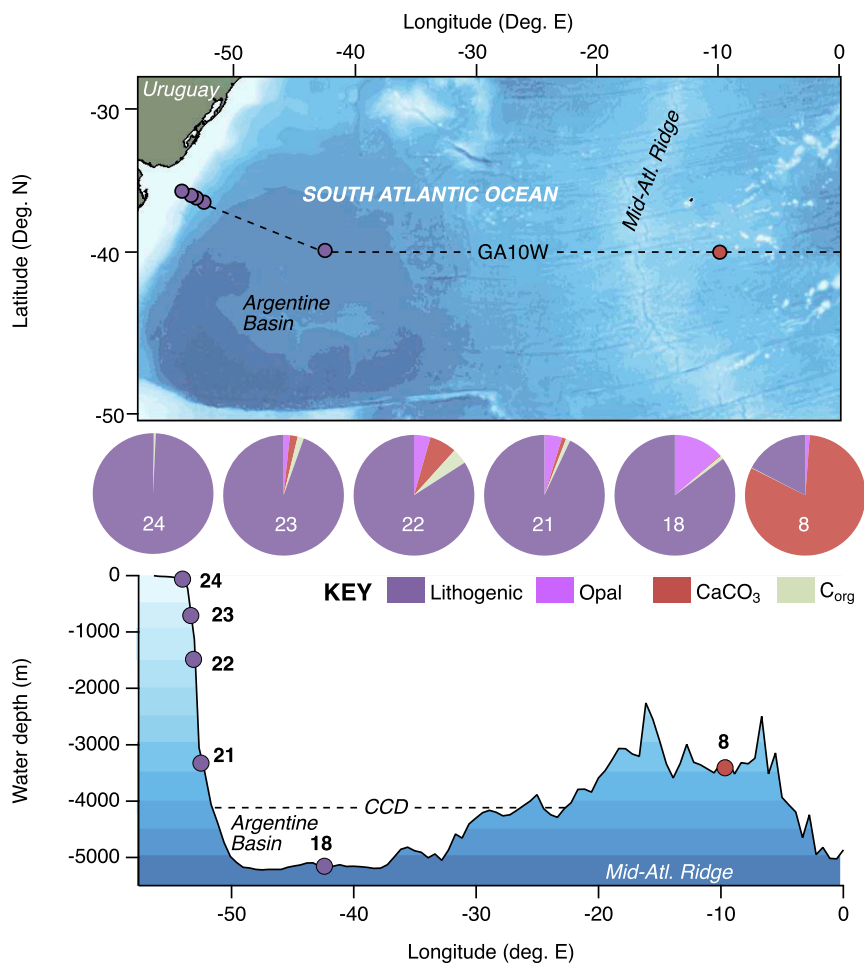 Longitude (Deg. E)
-50 -40 -30 -20 -10 0
Latitude (Deg. N)
-30
-40
-50
Uruguay
SOUTH ATLANTIC OCEAN
Mid-Atl. Ridge
GA10W
Argentine
Basin
24 23 22 21 18 8
KEY Lithogenic Opal CaCO₃ Cₒᵣg
Water depth (m)
0
-1000
-2000
-3000
-4000
-5000
24
23
22
21
8
CCD
Argentine
Basin
18
Mid-Atl. Ridge
-50 -40 -30 -20 -10 0
Longitude (deg. E)